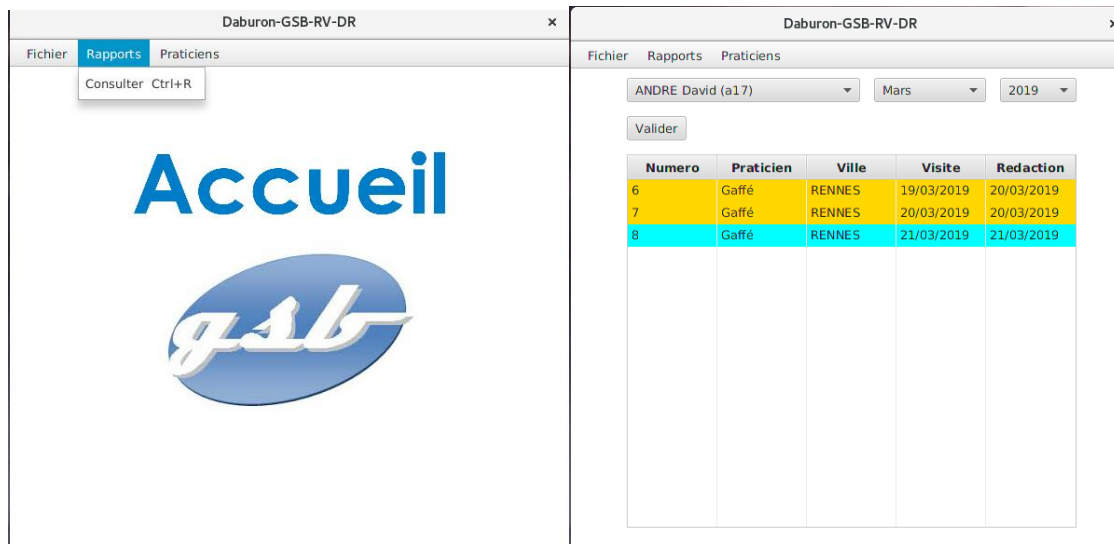 Daburon-GSB-RV-DR ×
Fichier Rapports Praticiens
Consulter Ctrl+R
Accueil
gsb
Daburon-GSB-RV-DR ×
Fichier Rapports Praticiens
ANDRE David (a17) Mars 2019
Valider
Numero Praticien Ville Visite Redaction
6 Gaffé RENNES 19/03/2019 20/03/2019
7 Gaffé RENNES 20/03/2019 20/03/2019
8 Gaffé RENNES 21/03/2019 21/03/2019